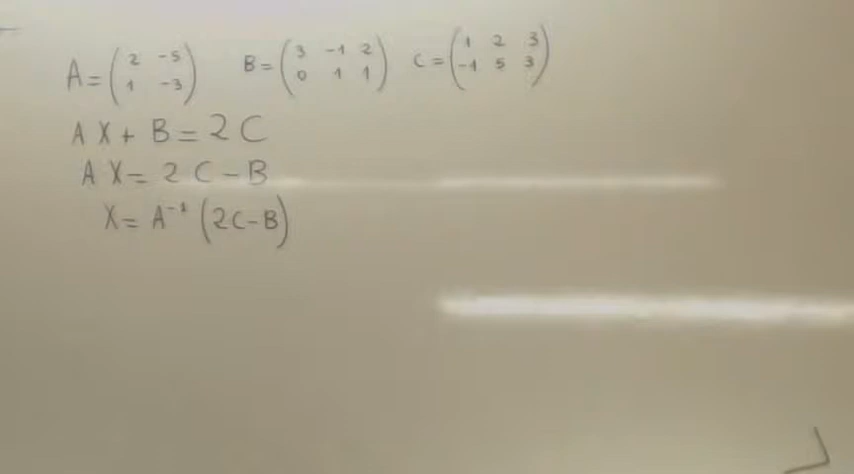 A = ( 2 -5 ; 1 -3 ) B = ( 3 -1 2 ; 0 1 1 ) C = ( 1 2 3 ; -1 5 3 )
A X + B = 2 C
A X = 2 C - B
X = A⁻¹ (2C-B)